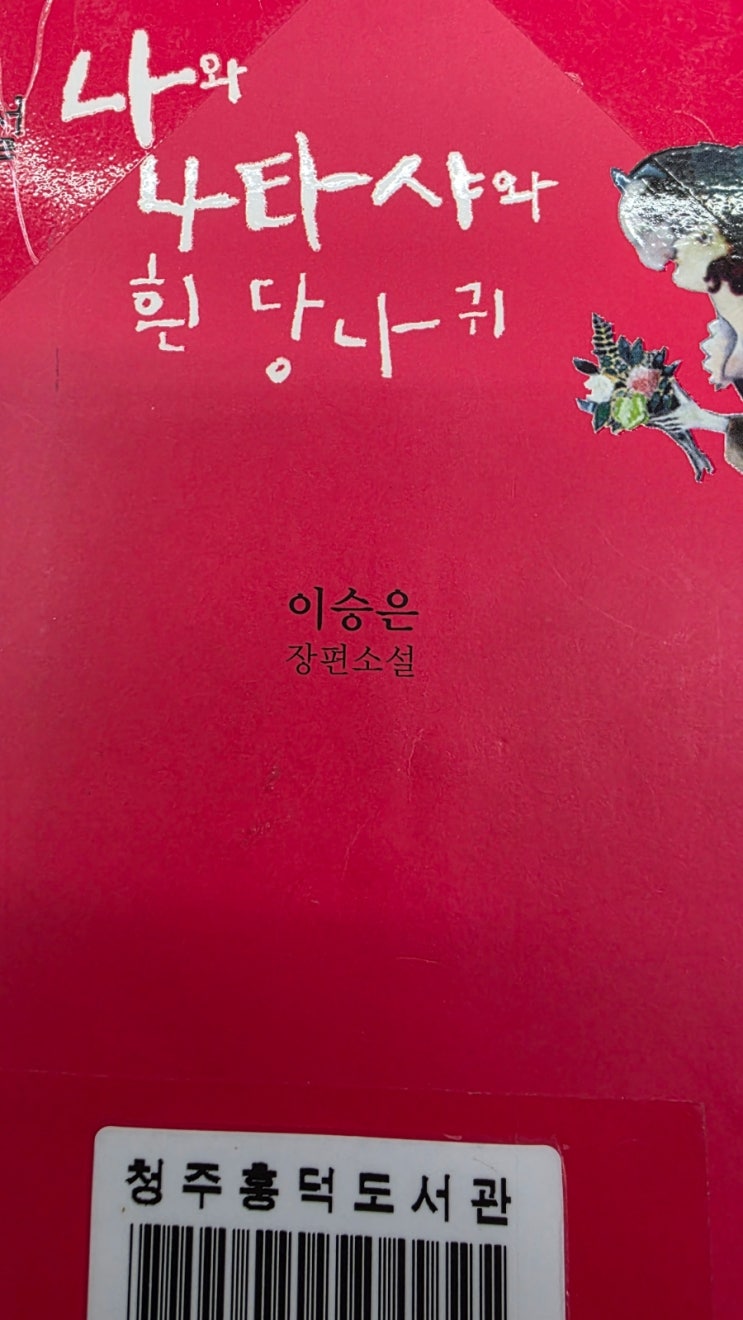 나와
나타샤와
흰 당나귀
이승은
장편소설
청주흥덕도서관